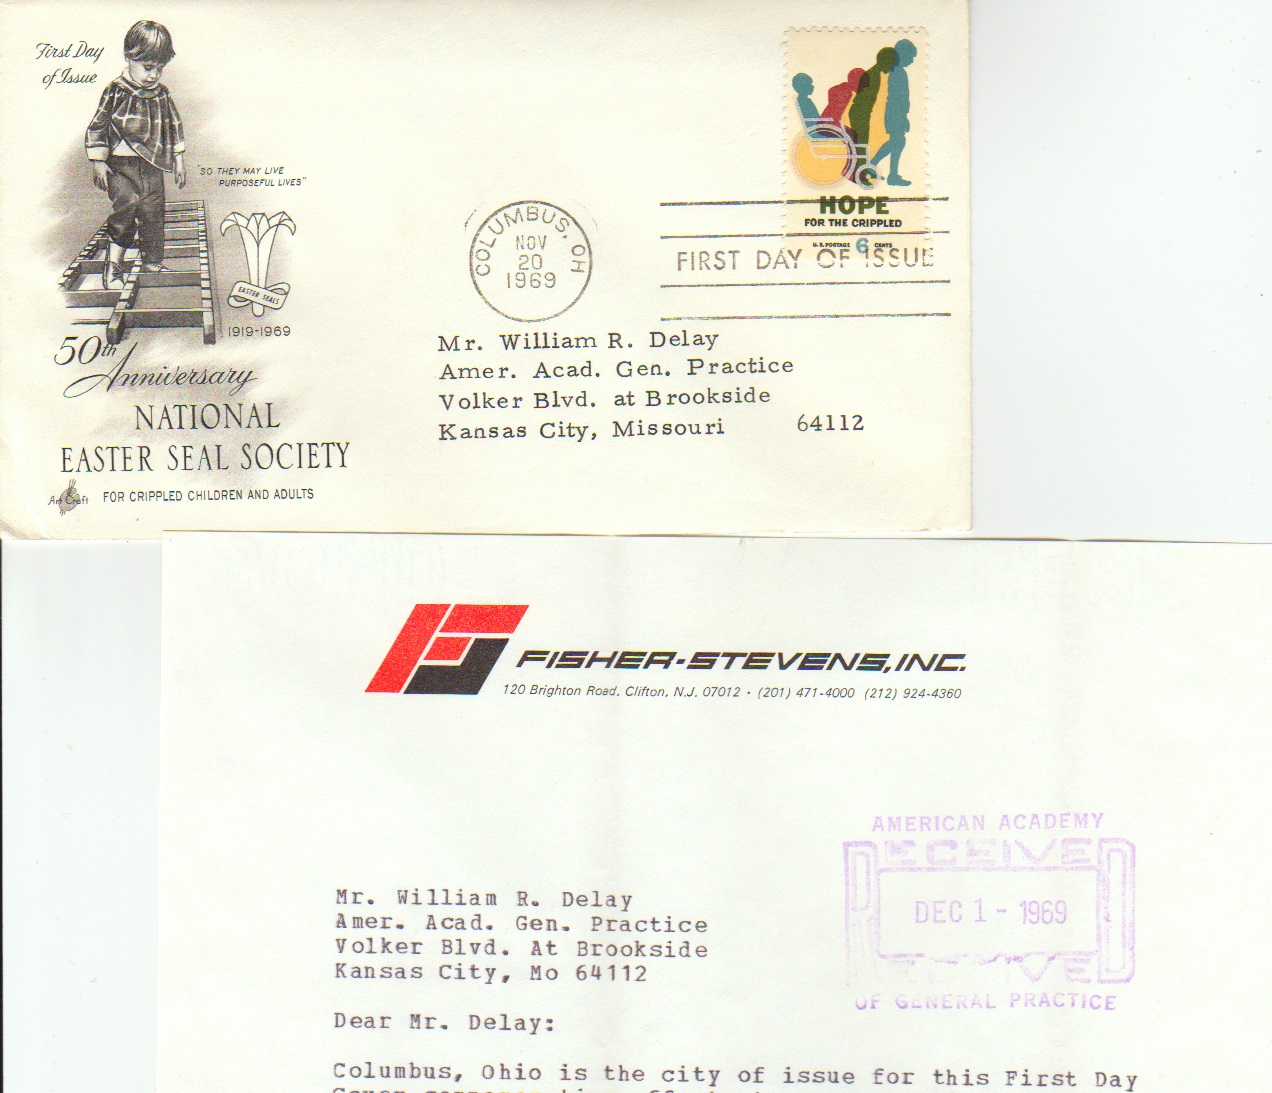 First Day
of Issue
"SO THEY MAY LIVE
PURPOSEFUL LIVES"
EASTER SEALS
1919-1969
50th
Anniversary
NATIONAL
EASTER SEAL SOCIETY
Art Craft
FOR CRIPPLED CHILDREN AND ADULTS
COLUMBUS, OH
NOV
20
1969
HOPE
FOR THE CRIPPLED
U.S. POSTAGE 6 CENTS
FIRST DAY OF ISSUE
Mr. William R. Delay
Amer. Acad. Gen. Practice
Volker Blvd. at Brookside
Kansas City, Missouri 64112
FISHER-STEVENS, INC.
120 Brighton Road, Clifton, N.J. 07012 • (201) 471-4000 (212) 924-4360
AMERICAN ACADEMY
RECEIVED
DEC 1 - 1969
RECEIVED
OF GENERAL PRACTICE
Mr. William R. Delay
Amer. Acad. Gen. Practice
Volker Blvd. At Brookside
Kansas City, Mo 64112
Dear Mr. Delay:
Columbus, Ohio is the city of issue for this First Day